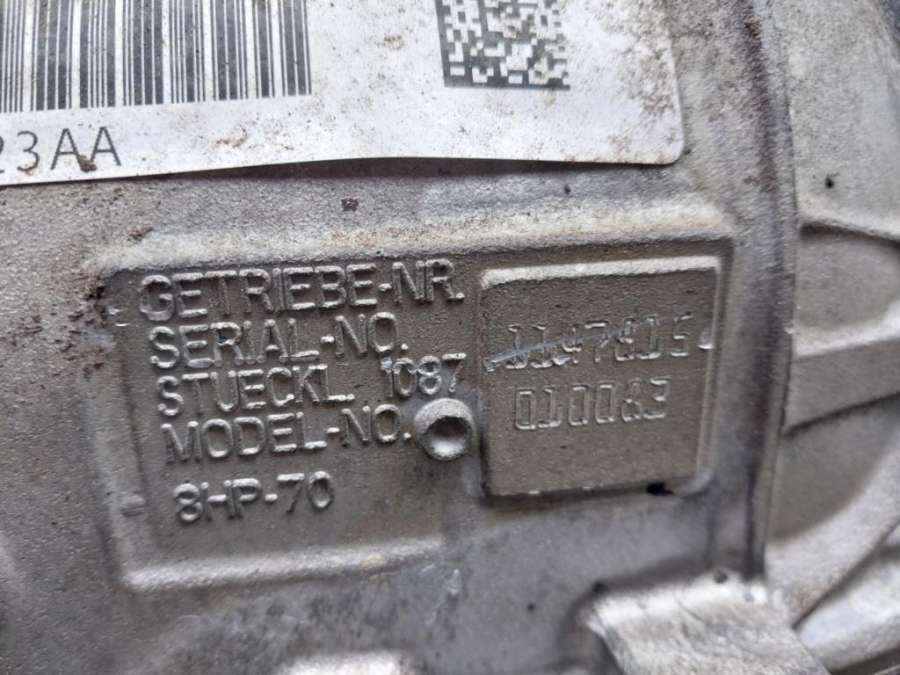 23AA
GETRIEBE-NR.
SERIAL-NO.
STUECKL. 1087
MODEL-NO.
8HP-70
010083